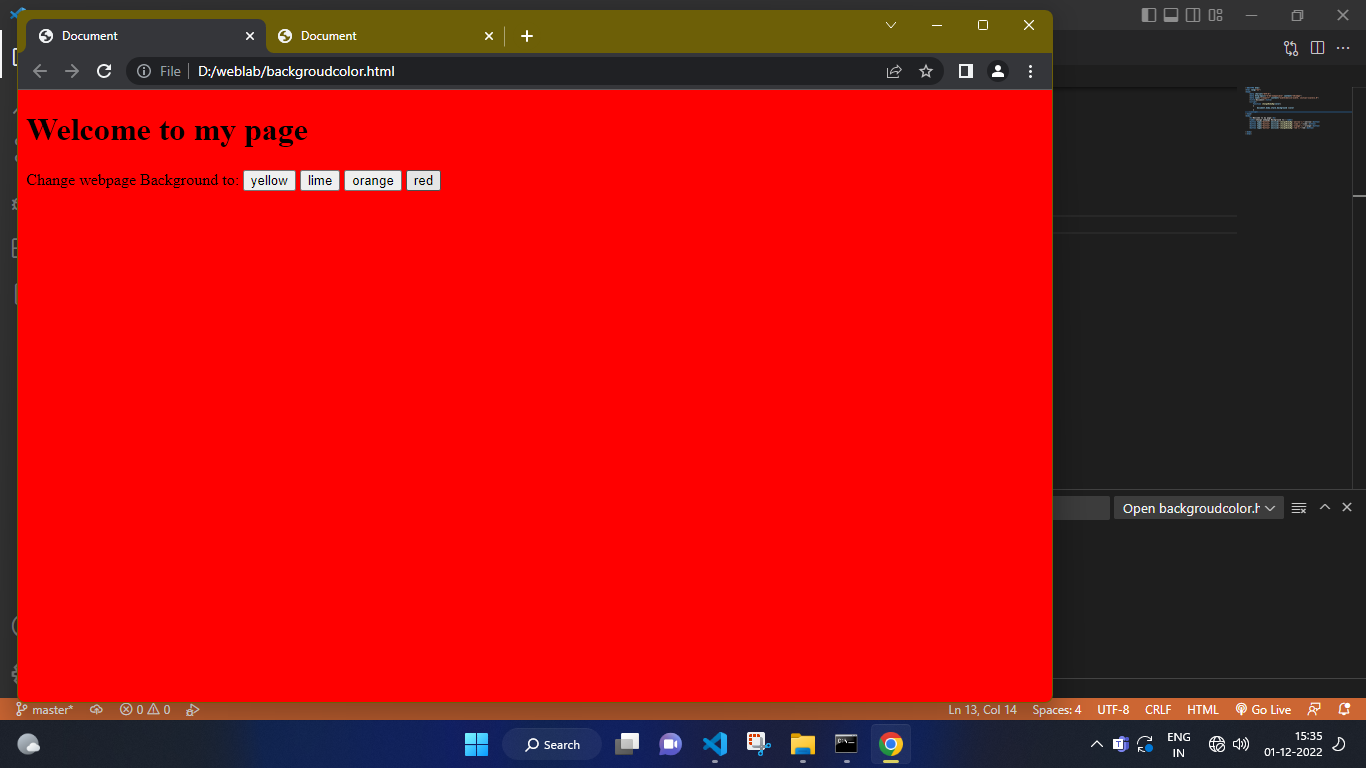 Document
Document
File
D:/weblab/backgroudcolor.html
Welcome to my page
Change webpage Background to: yellow lime orange red
Open backgroudcolor.h
master*
0
0
Ln 13, Col 14
Spaces: 4
UTF-8
CRLF
HTML
Go Live
Search
ENG
IN
15:35
01-12-2022